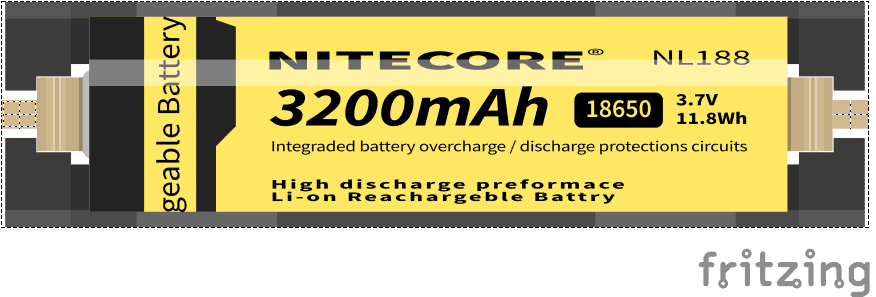 geable Battery
NITECORE®
NL188
3200mAh
18650
3.7V
11.8Wh
Integraded battery overcharge / discharge protections circuits
High discharge preformace
Li-on Reachargeble Battry
fritzing